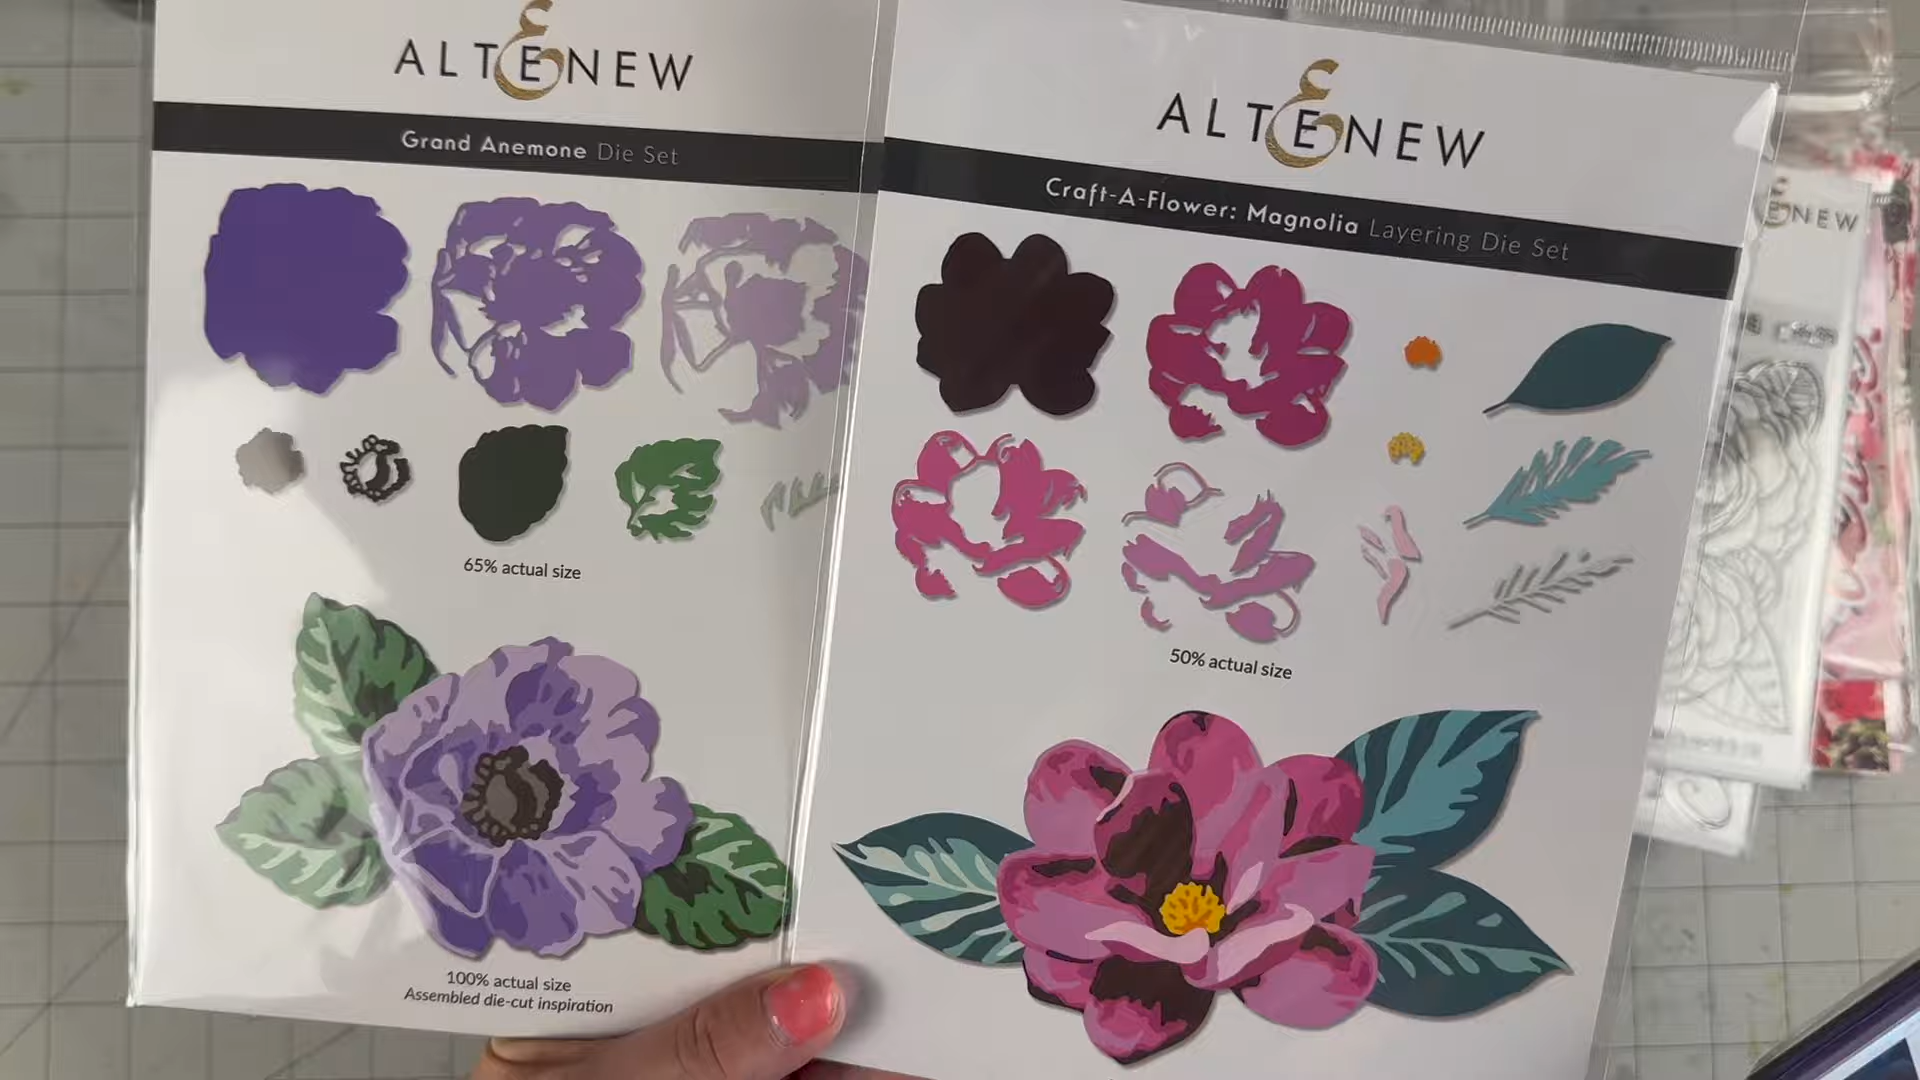 ALTENEW
Grand Anemone Die Set
65% actual size
100% actual size
Assembled die-cut inspiration
ALTENEW
Craft-A-Flower: Magnolia Layering Die Set
50% actual size
ENEW